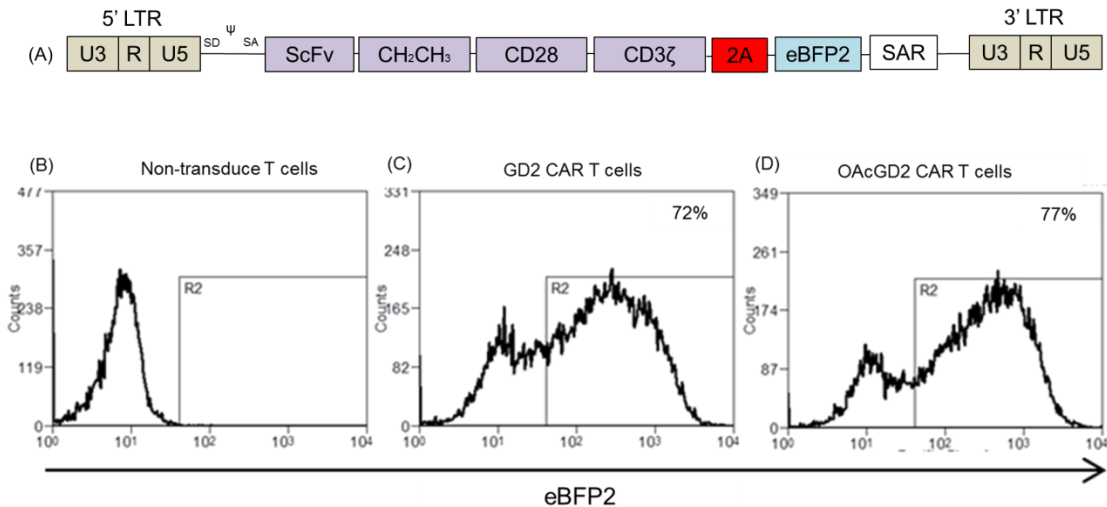 5' LTR
3' LTR
(A) U3 R U5 SD Ψ SA ScFv CH₂CH₃ CD28 CD3ζ 2A eBFP2 SAR U3 R U5
(B) Non-transduce T cells
477
357
238
119
0
Counts
R2
10⁰ 10¹ 10² 10³ 10⁴
(C) GD2 CAR T cells
331
248
165
82
0
Counts
72%
R2
10⁰ 10¹ 10² 10³ 10⁴
(D) OAcGD2 CAR T cells
349
261
174
87
0
Counts
77%
R2
10⁰ 10¹ 10² 10³ 10⁴
eBFP2